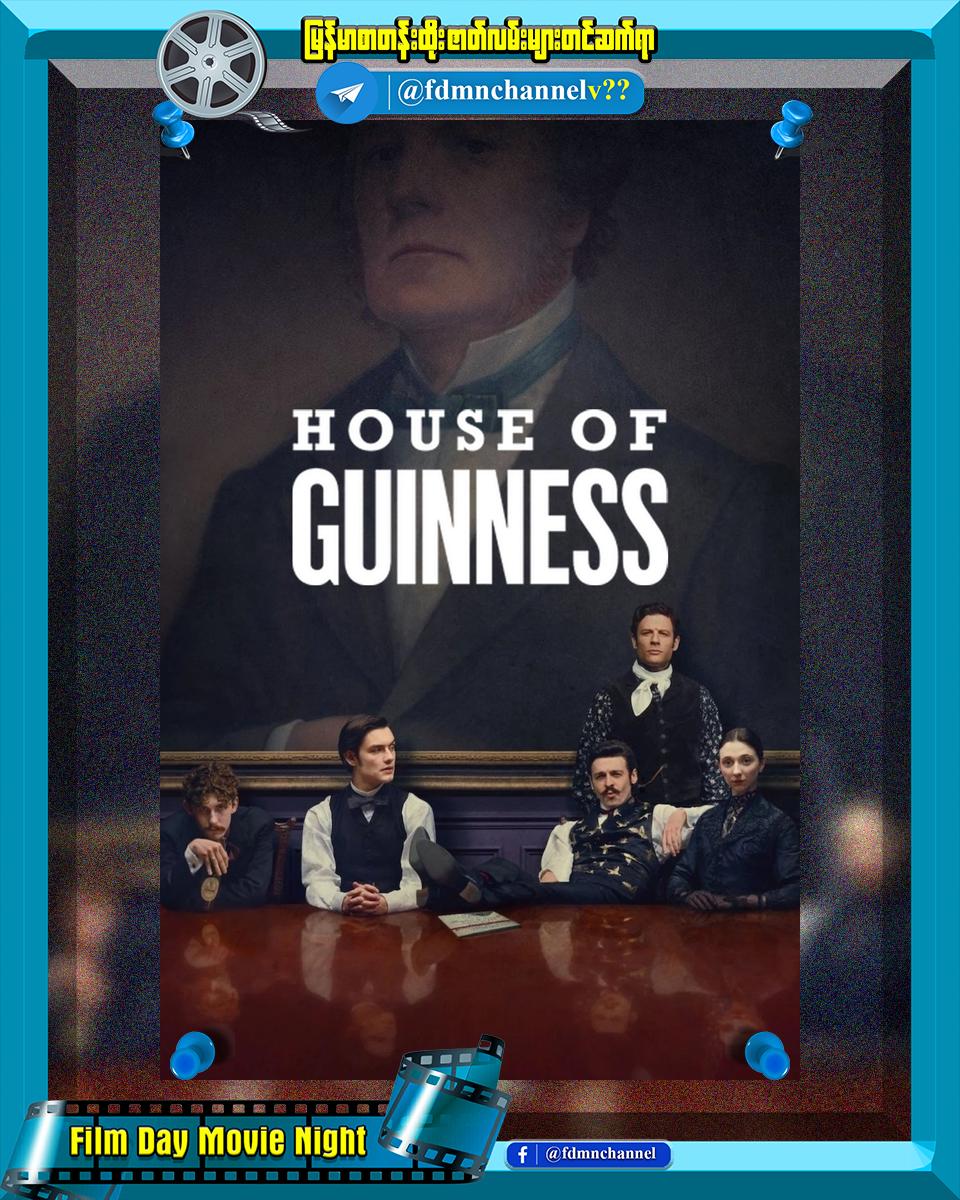 မြန်မာစာတန်းထိုးဇာတ်လမ်းများတင်ဆက်ရာ
@fdmnchannelv??
HOUSE OF
GUINNESS
Film Day Movie Night
@fdmnchannel